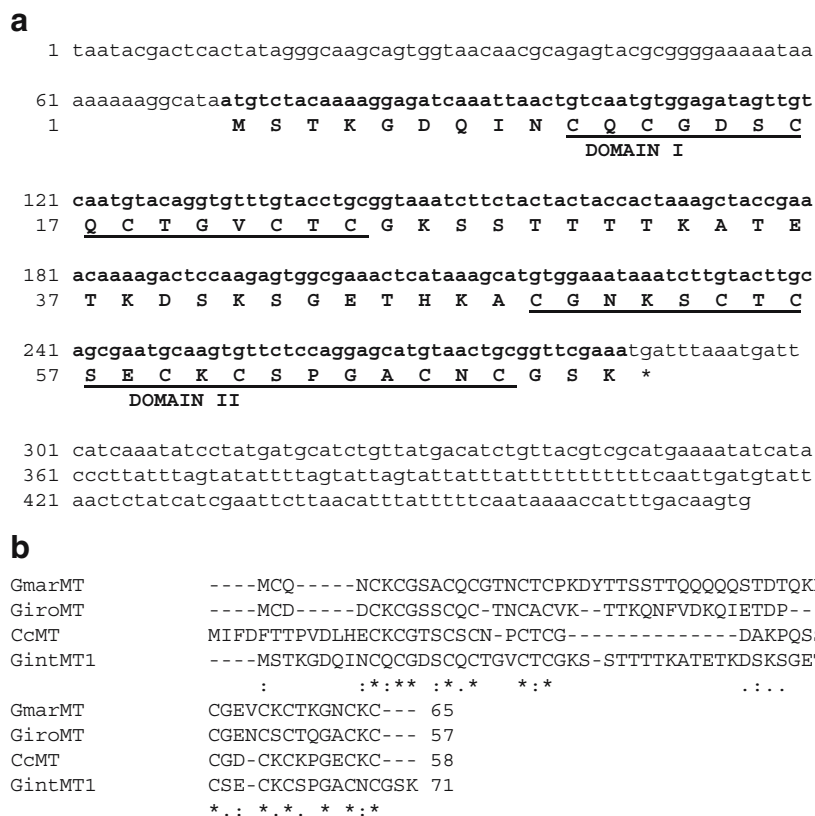 a
1 taatacgactcactatagggcaagcagtggtaacaacgcagagtacgcggggaaaaataa
61 aaaaaaggcataatgtctacaaaaggagatcaaattaactgtcaatgtggagatagttgt
1 M S T K G D Q I N C Q C G D S C
DOMAIN I
121 caatgtacaggtgtttgtacctgcggtaaatcttctactactaccactaaagctaccgaa
17 Q C T G V C T C G K S S T T T T K A T E
181 acaaaagactccaagagtggcgaaactcataaagcatgtggaaataaatcttgtacttgc
37 T K D S K S G E T H K A C G N K S C T C
241 agcgaatgcaagtgttctccaggagcatgtaactgcggttcgaaatgatttaaatgatt
57 S E C K C S P G A C N C G S K *
DOMAIN II
301 catcaaatatcctatgatgcatctgttatgacatctgttacgtcgcatgaaaatatcata
361 cccttatttagtatattttagtattagtattatttatttttttttttcaattgatgtatt
421 aactctatcatcgaattcttaacatttatttttcaataaaaccatttgacaagtg
b
GmarMT ----MCQ-----NCKCGSACQCGTNCTCPKDYTTSSTTQQQQQSTDTQK
GiroMT ----MCD-----DCKCGSSCQC-TNCACVK--TTKQNFVDKQIETDP--
CcMT MIFDFTTPVDLHECKCGTSCSCN-PCTCG--------------DAKPQS
GintMT1 ----MSTKGDQINCQCGDSCQCTGVCTCGKS-STTTTKATETKDSKSGE
: :*:** :*.* *:* .:..
GmarMT CGEVCKCTKGNCKC--- 65
GiroMT CGENCSCTQGACKC--- 57
CcMT CGD-CKCKPGECKC--- 58
GintMT1 CSE-CKCSPGACNCGSK 71
*.: *.*. * *:*